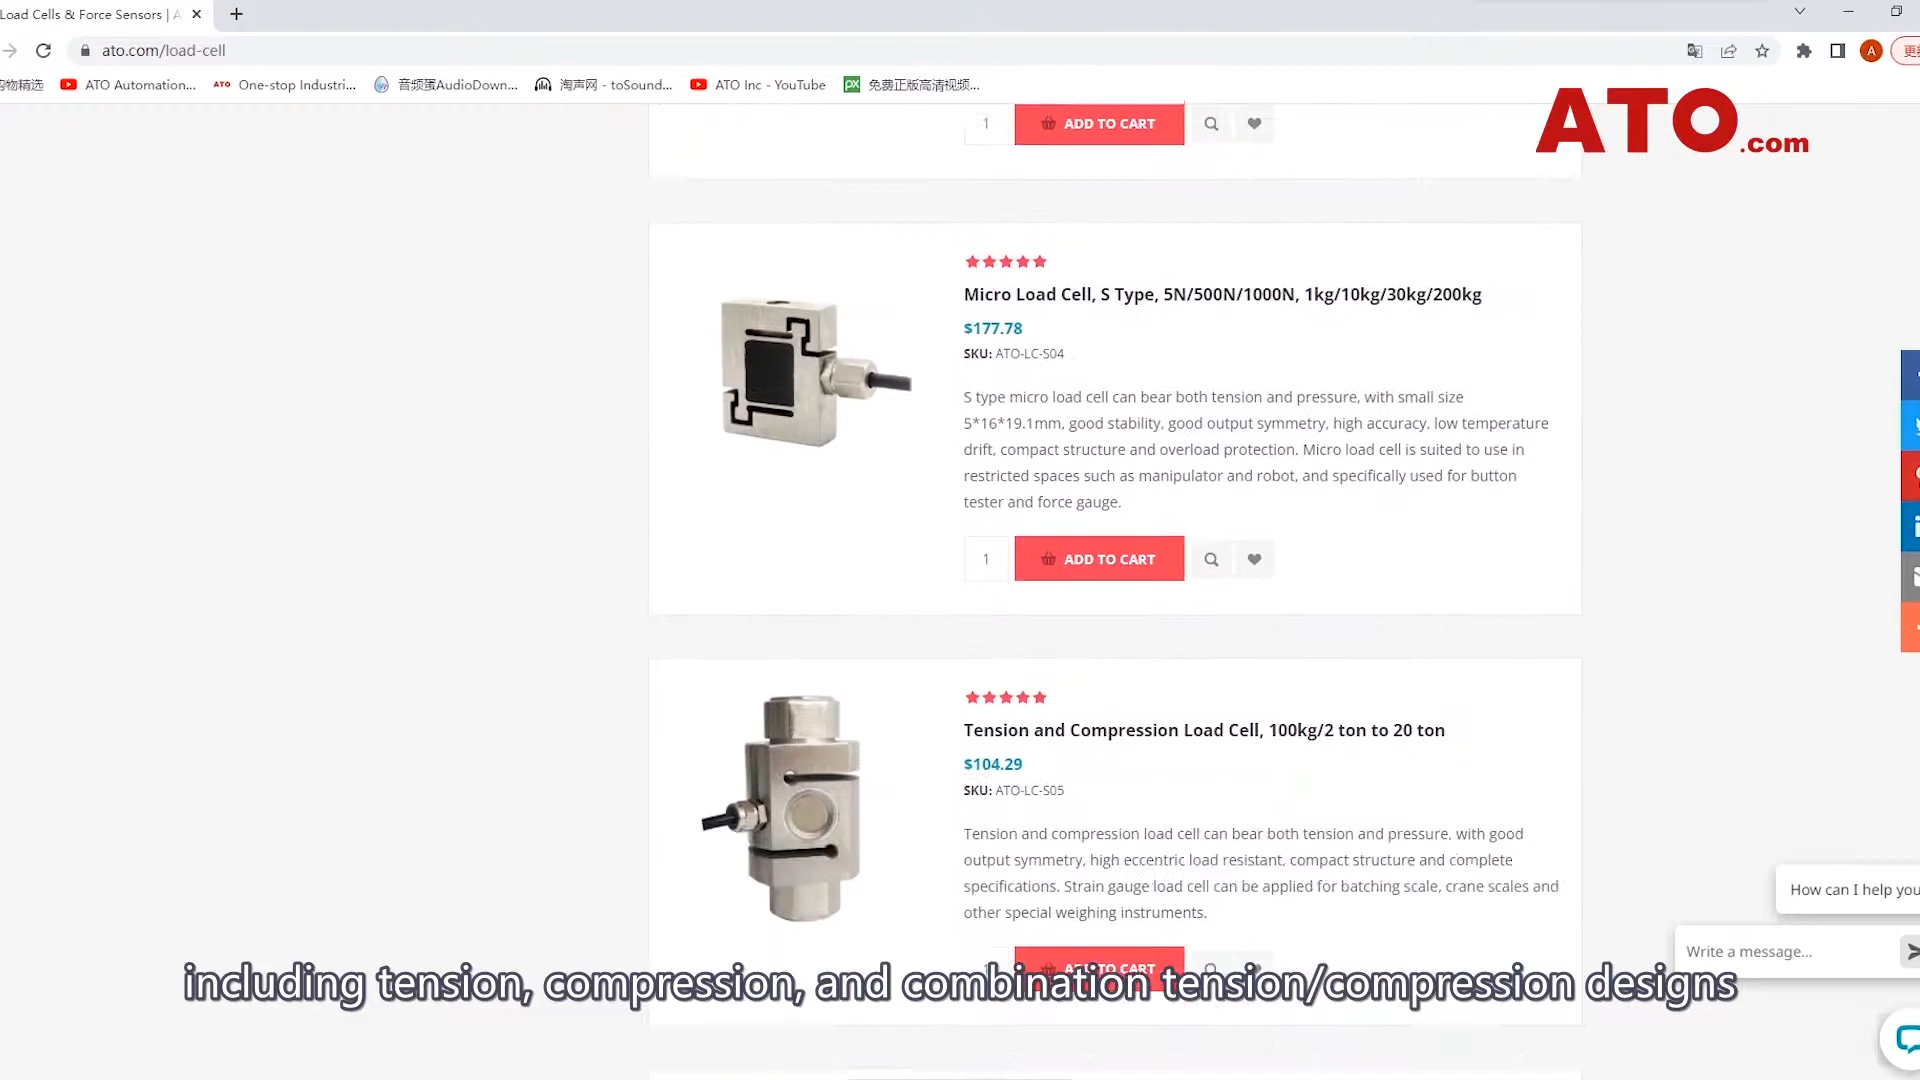 Load Cells & Force Sensors | A
ato.com/load-cell
购物精选
ATO Automation...
ATO One-stop Industri...
音频蛋AudioDown...
淘声网 - toSound...
ATO Inc - YouTube
px 免费正版高清视频...
A
更
ATO.com
1
ADD TO CART
Micro Load Cell, S Type, 5N/500N/1000N, 1kg/10kg/30kg/200kg
$177.78
SKU: ATO-LC-S04
S type micro load cell can bear both tension and pressure, with small size
5*16*19.1mm, good stability, good output symmetry, high accuracy, low temperature
drift, compact structure and overload protection. Micro load cell is suited to use in
restricted spaces such as manipulator and robot, and specifically used for button
tester and force gauge.
1
ADD TO CART
Tension and Compression Load Cell, 100kg/2 ton to 20 ton
$104.29
SKU: ATO-LC-S05
Tension and compression load cell can bear both tension and pressure, with good
output symmetry, high eccentric load resistant, compact structure and complete
specifications. Strain gauge load cell can be applied for batching scale, crane scales and
other special weighing instruments.
ADD TO CART
How can I help you
Write a message...
including tension, compression, and combination tension/compression designs